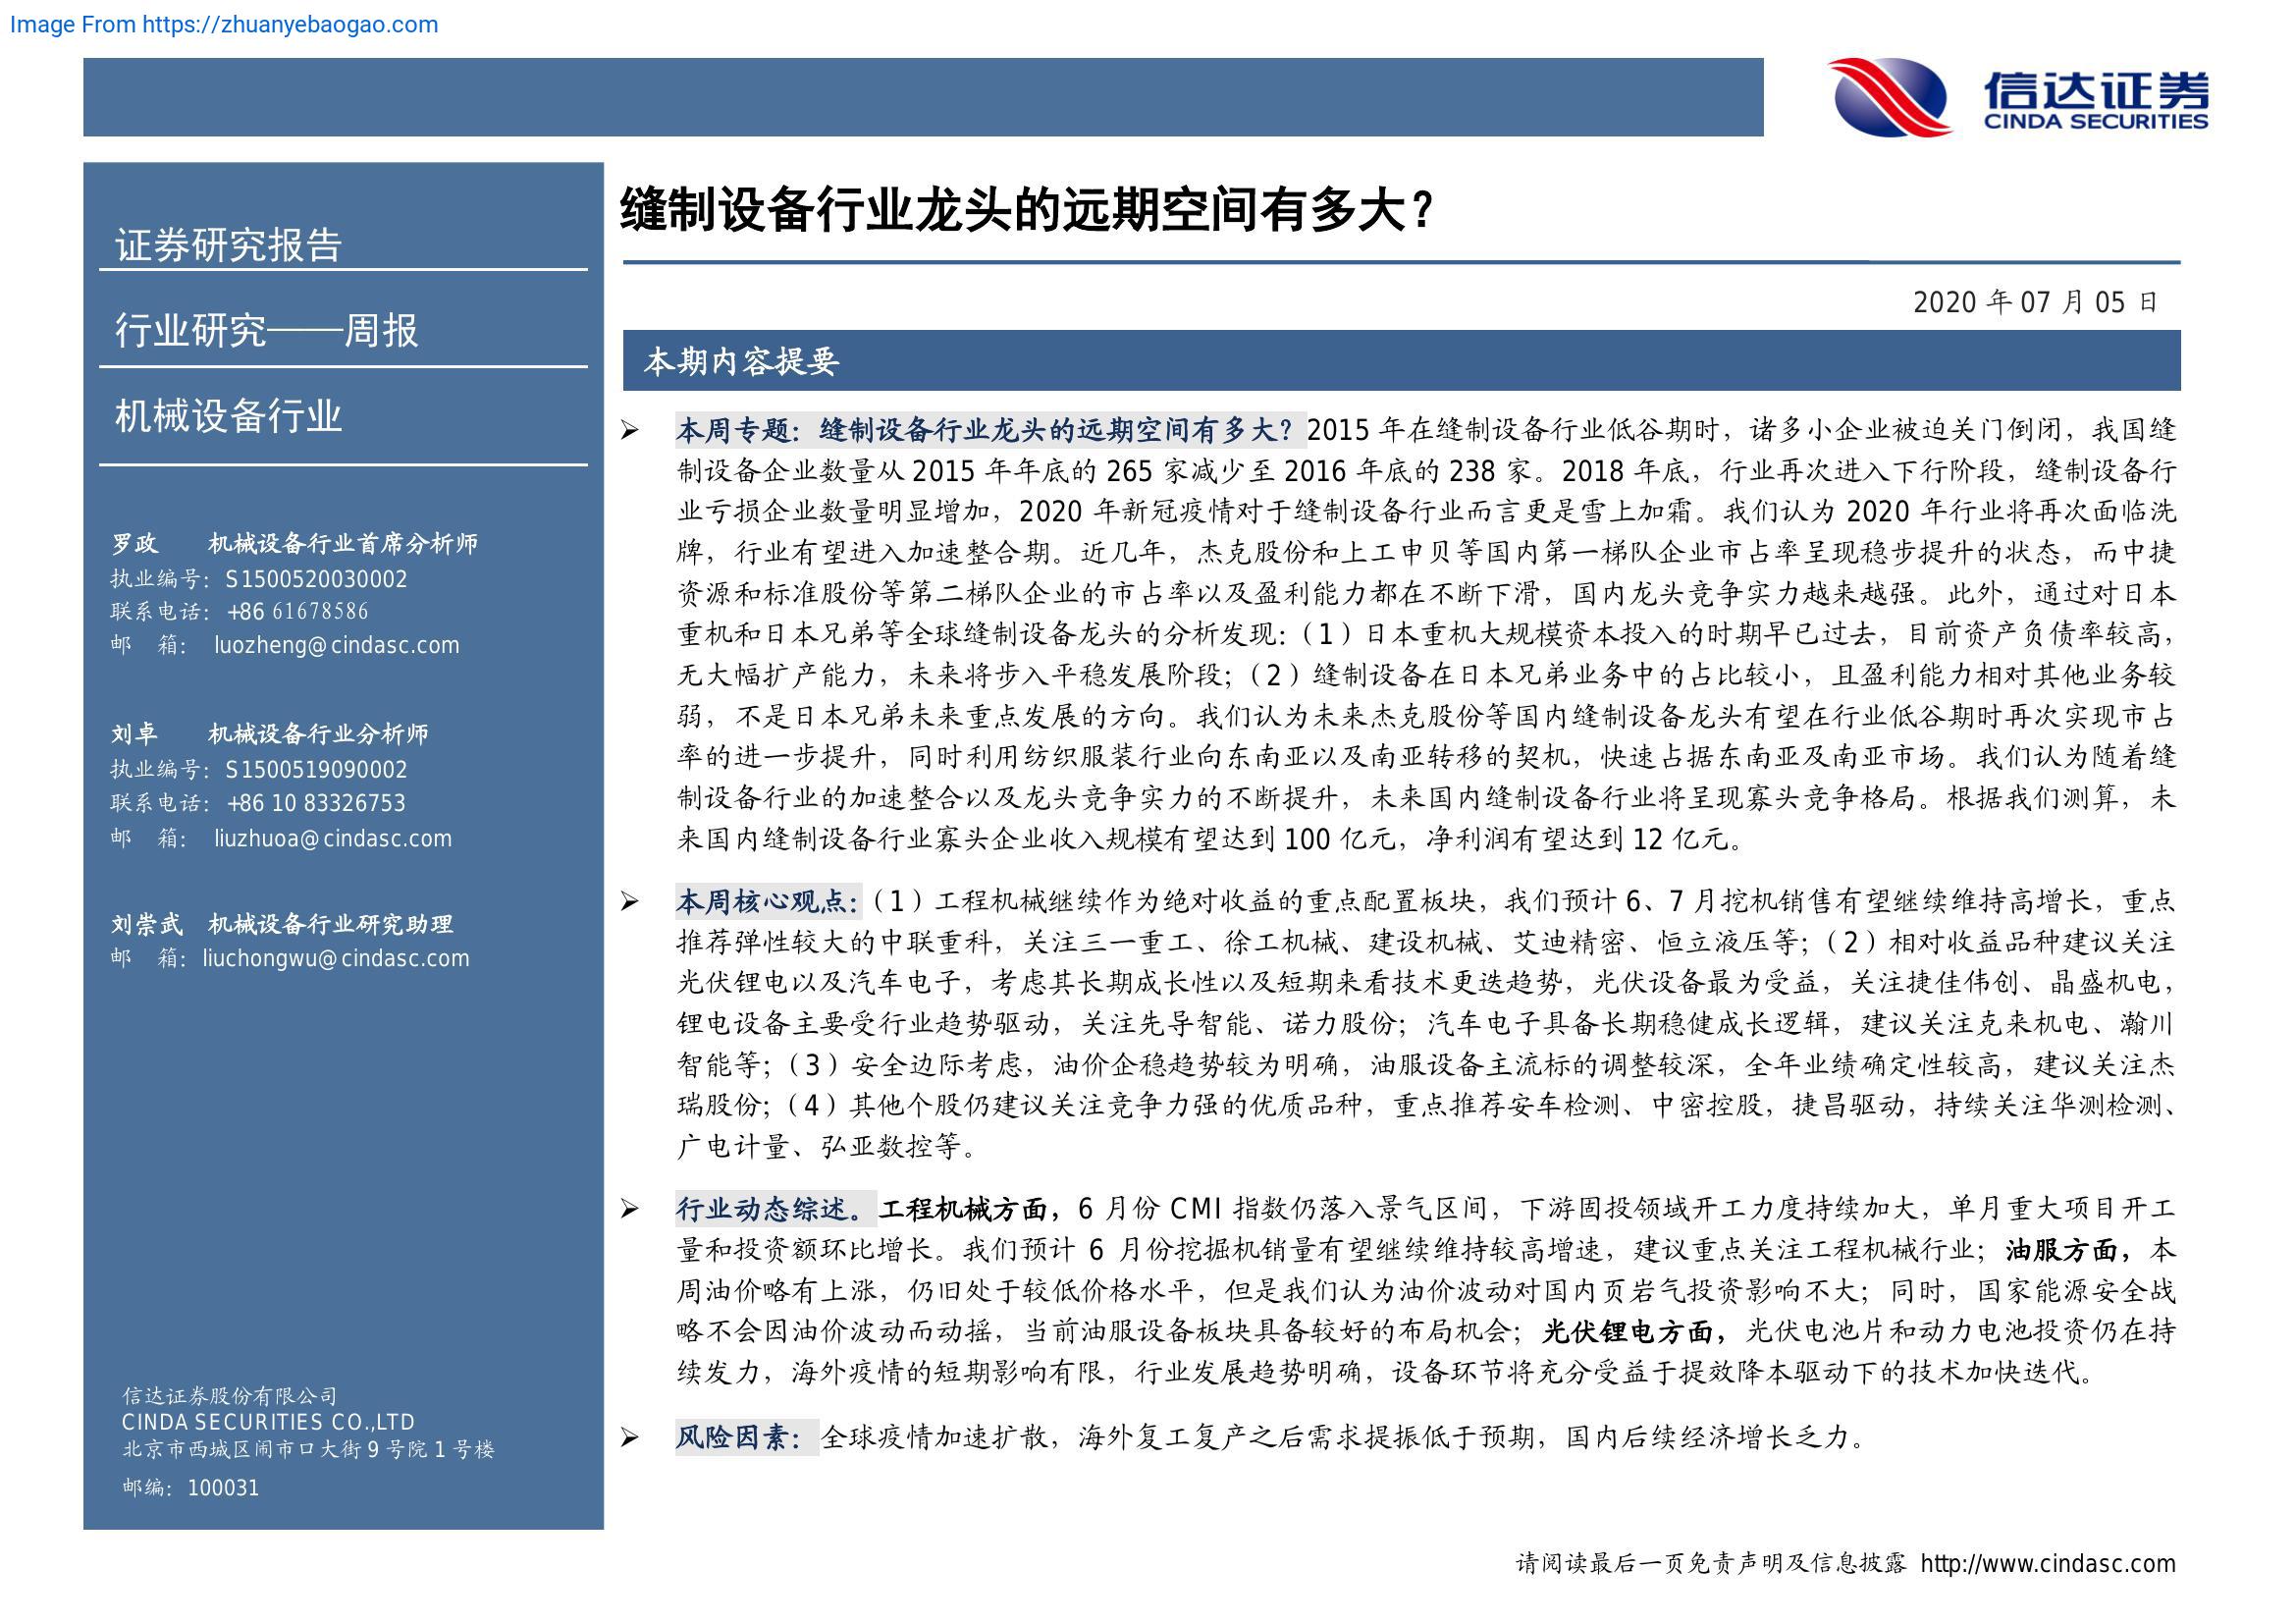 Image From https://zhuanyebaogao.com
信达证券
CINDA SECURITIES
证券研究报告
行业研究——周报
机械设备行业
罗政 机械设备行业首席分析师
执业编号：S1500520030002
联系电话：+86 61678586
邮 箱： luozheng@cindasc.com
刘卓 机械设备行业分析师
执业编号：S1500519090002
联系电话：+86 10 83326753
邮 箱： liuzhuoa@cindasc.com
刘崇武 机械设备行业研究助理
邮 箱：liuchongwu@cindasc.com
信达证券股份有限公司
CINDA SECURITIES CO.,LTD
北京市西城区闹市口大街 9 号院 1 号楼
邮编：100031
缝制设备行业龙头的远期空间有多大？
2020 年 07 月 05 日
本期内容提要
➢ 本周专题：缝制设备行业龙头的远期空间有多大？2015 年在缝制设备行业低谷期时，诸多小企业被迫关门倒闭，我国缝
制设备企业数量从 2015 年年底的 265 家减少至 2016 年底的 238 家。2018 年底，行业再次进入下行阶段，缝制设备行
业亏损企业数量明显增加，2020 年新冠疫情对于缝制设备行业而言更是雪上加霜。我们认为 2020 年行业将再次面临洗
牌，行业有望进入加速整合期。近几年，杰克股份和上工申贝等国内第一梯队企业市占率呈现稳步提升的状态，而中捷
资源和标准股份等第二梯队企业的市占率以及盈利能力都在不断下滑，国内龙头竞争实力越来越强。此外，通过对日本
重机和日本兄弟等全球缝制设备龙头的分析发现：（1）日本重机大规模资本投入的时期早已过去，目前资产负债率较高，
无大幅扩产能力，未来将步入平稳发展阶段；（2）缝制设备在日本兄弟业务中的占比较小，且盈利能力相对其他业务较
弱，不是日本兄弟未来重点发展的方向。我们认为未来杰克股份等国内缝制设备龙头有望在行业低谷期时再次实现市占
率的进一步提升，同时利用纺织服装行业向东南亚以及南亚转移的契机，快速占据东南亚及南亚市场。我们认为随着缝
制设备行业的加速整合以及龙头竞争实力的不断提升，未来国内缝制设备行业将呈现寡头竞争格局。根据我们测算，未
来国内缝制设备行业寡头企业收入规模有望达到 100 亿元，净利润有望达到 12 亿元。
➢ 本周核心观点：（1）工程机械继续作为绝对收益的重点配置板块，我们预计 6、7 月挖机销售有望继续维持高增长，重点
推荐弹性较大的中联重科，关注三一重工、徐工机械、建设机械、艾迪精密、恒立液压等；（2）相对收益品种建议关注
光伏锂电以及汽车电子，考虑其长期成长性以及短期来看技术更迭趋势，光伏设备最为受益，关注捷佳伟创、晶盛机电，
锂电设备主要受行业趋势驱动，关注先导智能、诺力股份；汽车电子具备长期稳健成长逻辑，建议关注克来机电、瀚川
智能等；（3）安全边际考虑，油价企稳趋势较为明确，油服设备主流标的调整较深，全年业绩确定性较高，建议关注杰
瑞股份；（4）其他个股仍建议关注竞争力强的优质品种，重点推荐安车检测、中密控股，捷昌驱动，持续关注华测检测、
广电计量、弘亚数控等。
➢ 行业动态综述。工程机械方面，6 月份 CMI 指数仍落入景气区间，下游固投领域开工力度持续加大，单月重大项目开工
量和投资额环比增长。我们预计 6 月份挖掘机销量有望继续维持较高增速，建议重点关注工程机械行业；油服方面，本
周油价略有上涨，仍旧处于较低价格水平，但是我们认为油价波动对国内页岩气投资影响不大；同时，国家能源安全战
略不会因油价波动而动摇，当前油服设备板块具备较好的布局机会；光伏锂电方面，光伏电池片和动力电池投资仍在持
续发力，海外疫情的短期影响有限，行业发展趋势明确，设备环节将充分受益于提效降本驱动下的技术加快迭代。
➢ 风险因素：全球疫情加速扩散，海外复工复产之后需求提振低于预期，国内后续经济增长乏力。
请阅读最后一页免责声明及信息披露 http://www.cindasc.com